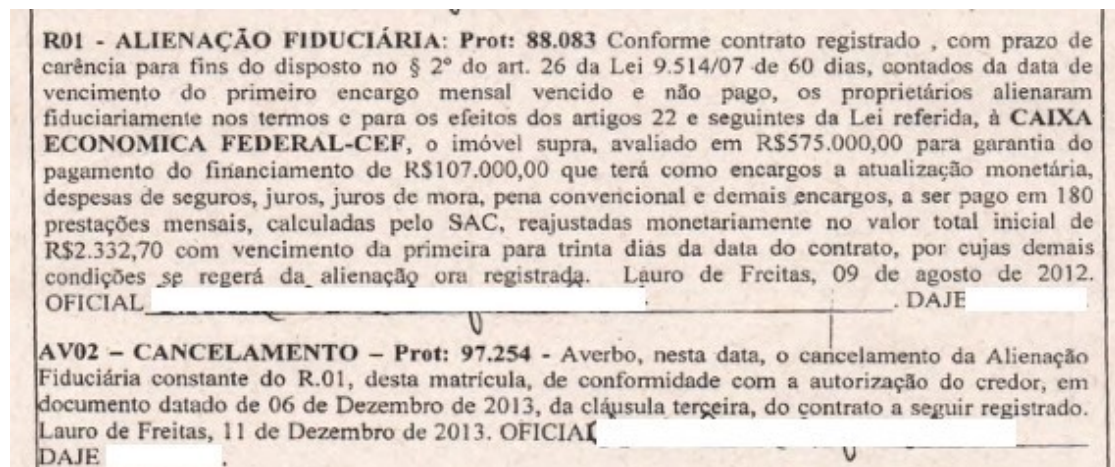 R01 - ALIENAÇÃO FIDUCIÁRIA: Prot: 88.083 Conforme contrato registrado , com prazo de
carência para fins do disposto no § 2º do art. 26 da Lei 9.514/07 de 60 dias, contados da data de
vencimento do primeiro encargo mensal vencido e não pago, os proprietários alienaram
fiduciariamente nos termos e para os efeitos dos artigos 22 e seguintes da Lei referida, à CAIXA
ECONOMICA FEDERAL-CEF, o imóvel supra, avaliado em R$575.000,00 para garantia do
pagamento do financiamento de R$107.000,00 que terá como encargos a atualização monetária,
despesas de seguros, juros, juros de mora, pena convencional e demais encargos, a ser pago em 180
prestações mensais, calculadas pelo SAC, reajustadas monetariamente no valor total inicial de
R$2.332,70 com vencimento da primeira para trinta dias da data do contrato, por cujas demais
condições se regerá da alienação ora registrada. Lauro de Freitas, 09 de agosto de 2012.
OFICIAL . DAJE
AV02 – CANCELAMENTO – Prot: 97.254 - Averbo, nesta data, o cancelamento da Alienação
Fiduciária constante do R.01, desta matrícula, de conformidade com a autorização do credor, em
documento datado de 06 de Dezembro de 2013, da cláusula terceira, do contrato a seguir registrado.
Lauro de Freitas, 11 de Dezembro de 2013. OFICIAL
DAJE .